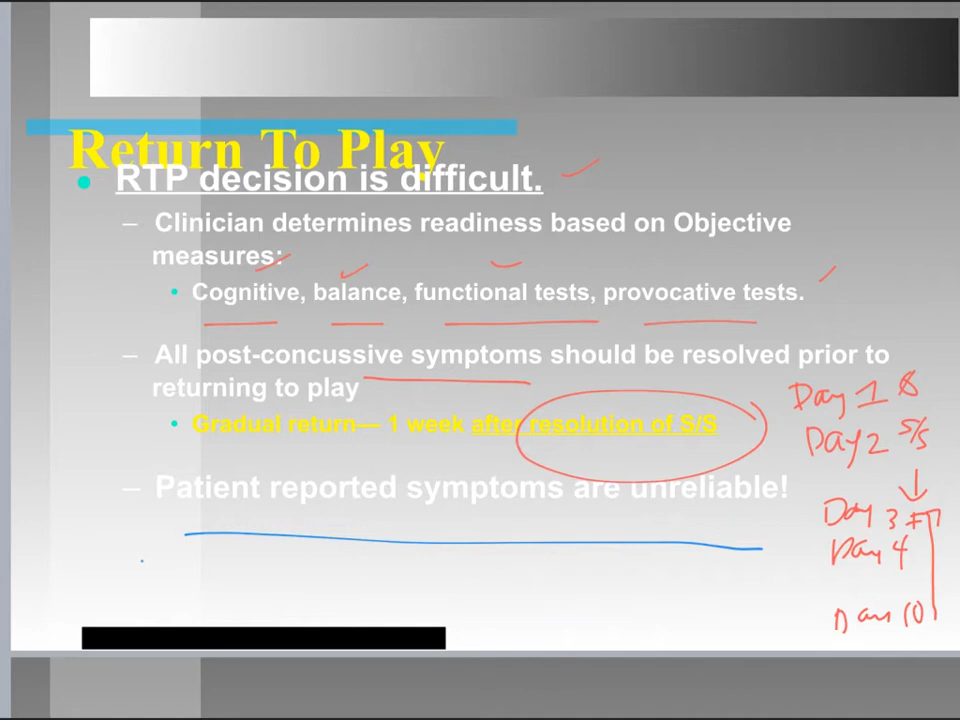 Return To Play
• RTP decision is difficult.
– Clinician determines readiness based on Objective
measures:
• Cognitive, balance, functional tests, provocative tests.
– All post-concussive symptoms should be resolved prior to
returning to play
• Gradual return— 1 week after resolution of S/S
– Patient reported symptoms are unreliable!
Day 1
Day 2 S/S
Day 3
Day 4
Day 10